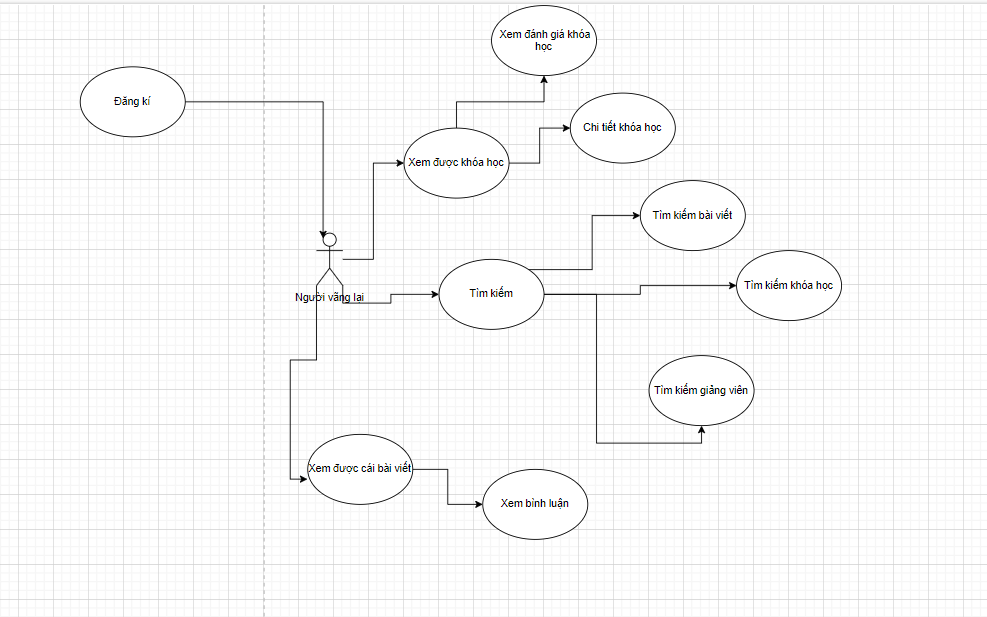 Xem đánh giá khóa
học
Đăng kí
Chi tiết khóa học
Xem được khóa học
Tìm kiếm bài viết
Tìm kiếm khóa học
Tìm kiếm
Người vãng lại
Tìm kiếm giảng viên
Xem được cái bài viết
Xem bình luận